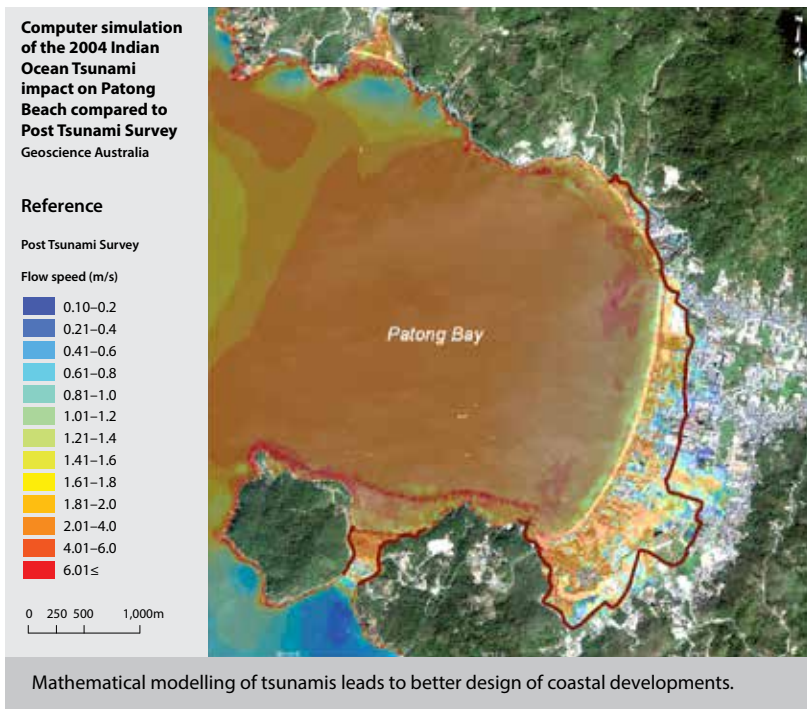 Computer simulation
of the 2004 Indian
Ocean Tsunami
impact on Patong
Beach compared to
Post Tsunami Survey
Geoscience Australia
Reference
Post Tsunami Survey
Flow speed (m/s)
0.10–0.2
0.21–0.4
0.41–0.6
0.61–0.8
0.81–1.0
1.01–1.2
1.21–1.4
1.41–1.6
1.61–1.8
1.81–2.0
2.01–4.0
4.01–6.0
6.01≤
0 250 500 1,000m
Patong Bay
Mathematical modelling of tsunamis leads to better design of coastal developments.